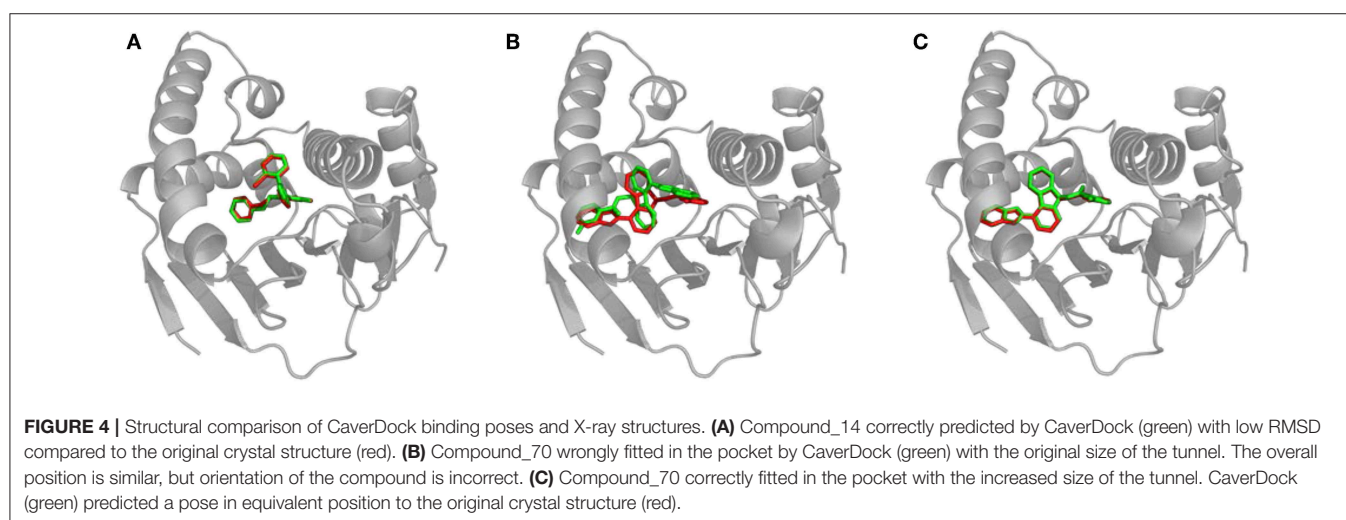 A
B
C
FIGURE 4 | Structural comparison of CaverDock binding poses and X-ray structures. (A) Compound_14 correctly predicted by CaverDock (green) with low RMSD
compared to the original crystal structure (red). (B) Compound_70 wrongly fitted in the pocket by CaverDock (green) with the original size of the tunnel. The overall
position is similar, but orientation of the compound is incorrect. (C) Compound_70 correctly fitted in the pocket with the increased size of the tunnel. CaverDock
(green) predicted a pose in equivalent position to the original crystal structure (red).